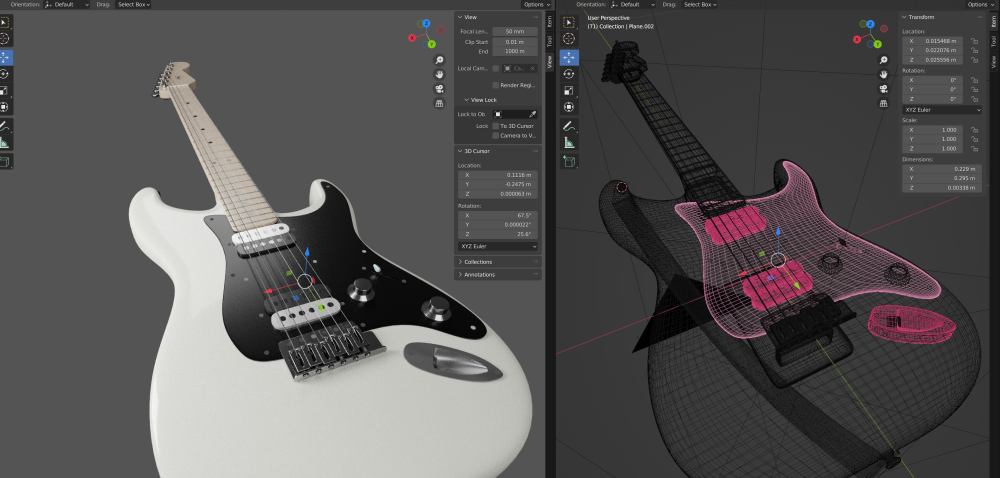 Orientation: Default Drag: Select Box Options
View
Focal Len... 50 mm
Clip Start 0.01 m
End 1000 m
Local Cam...
Render Regi...
View Lock
Lock to Ob
Lock To 3D Cursor
Camera to V...
3D Cursor
Location:
X 0.1116 m
Y -0.2475 m
Z 0.000063 m
Rotation:
X 67.5°
Y 0.000022°
Z 25.6°
XYZ Euler
Collections
Annotations
Item
Tool
View
X
Y
Z
Orientation: Default Drag: Select Box Options
User Perspective
(71) Collection | Plane.002
Transform
Location:
X 0.015468 m
Y 0.022076 m
Z 0.025556 m
Rotation:
X 0°
Y 0°
Z 0°
XYZ Euler
Scale:
X 1.000
Y 1.000
Z 1.000
Dimensions:
X 0.229 m
Y 0.295 m
Z 0.00338 m
Item
Tool
View
X
Y
Z